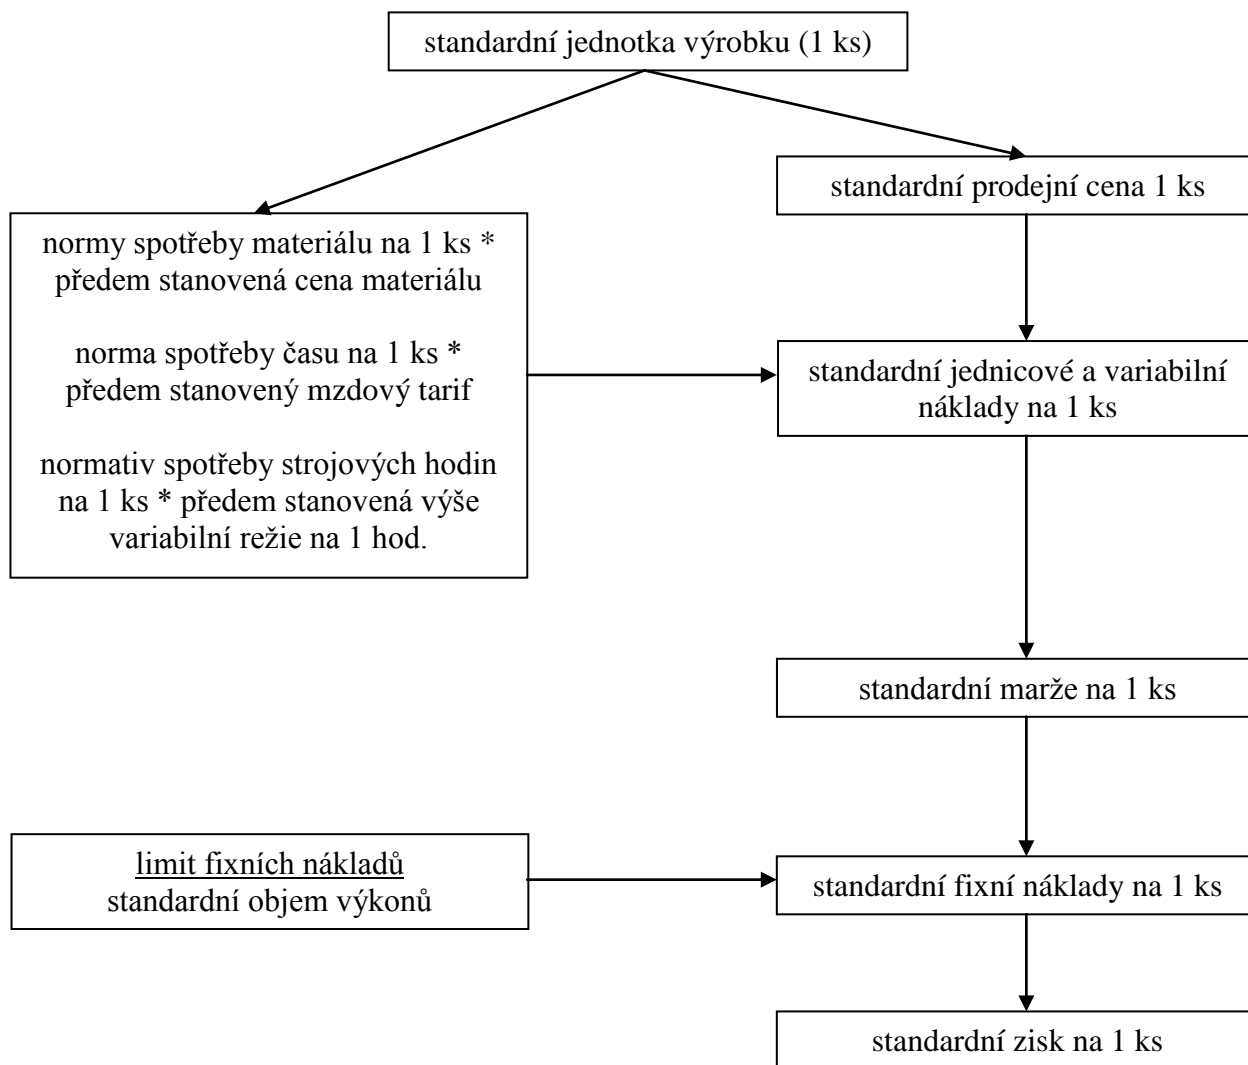 standardní jednotka výrobku (1 ks)
standardní prodejní cena 1 ks
normy spotřeby materiálu na 1 ks *
předem stanovená cena materiálu
norma spotřeby času na 1 ks *
předem stanovený mzdový tarif
normativ spotřeby strojových hodin
na 1 ks * předem stanovená výše
variabilní režie na 1 hod.
standardní jednicové a variabilní
náklady na 1 ks
standardní marže na 1 ks
limit fixních nákladů
standardní objem výkonů
standardní fixní náklady na 1 ks
standardní zisk na 1 ks